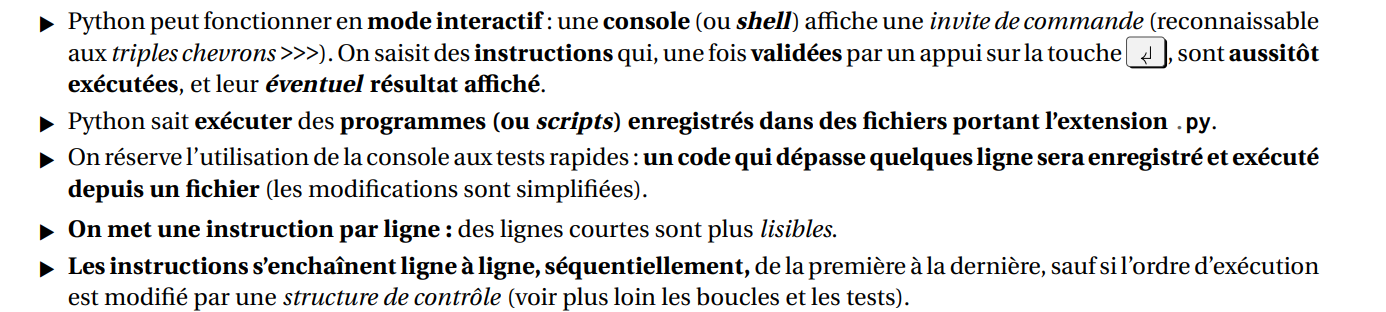 ▶ Python peut fonctionner en mode interactif : une console (ou shell) affiche une invite de commande (reconnaissable
aux triples chevrons >>>). On saisit des instructions qui, une fois validées par un appui sur la touche ↲, sont aussitôt
exécutées, et leur éventuel résultat affiché.
▶ Python sait exécuter des programmes (ou scripts) enregistrés dans des fichiers portant l'extension .py.
▶ On réserve l'utilisation de la console aux tests rapides : un code qui dépasse quelques ligne sera enregistré et exécuté
depuis un fichier (les modifications sont simplifiées).
▶ On met une instruction par ligne : des lignes courtes sont plus lisibles.
▶ Les instructions s'enchaînent ligne à ligne, séquentiellement, de la première à la dernière, sauf si l'ordre d'exécution
est modifié par une structure de contrôle (voir plus loin les boucles et les tests).